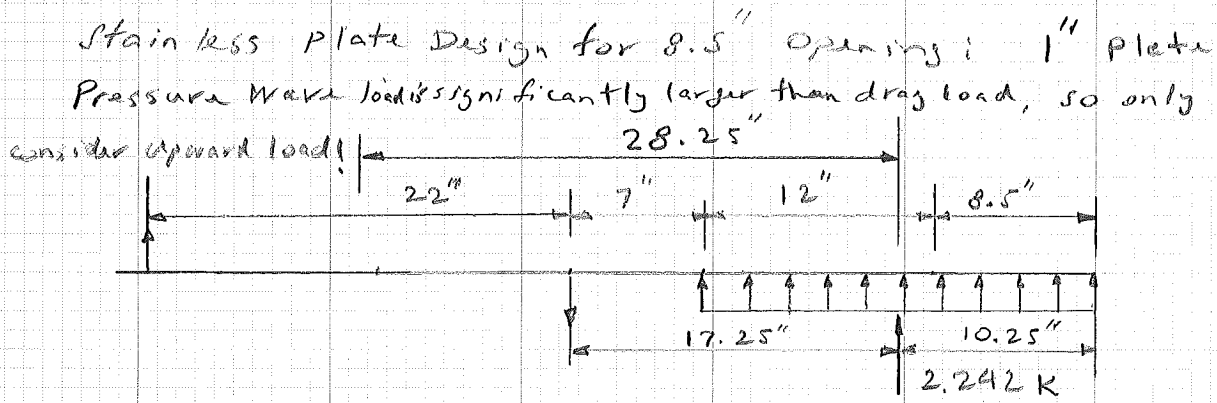 Stainless plate Design for 8.5" Opening: 1" Plate
Pressure Wave load is significantly larger than drag load, so only
consider upward load!
28.25"
22" 7" 12" 8.5"
17.25" 10.25"
2.242 K